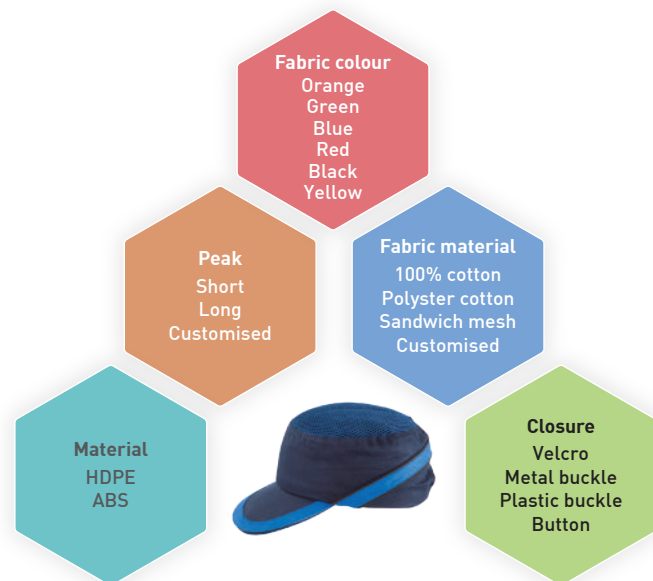 Fabric colour
Orange
Green
Blue
Red
Black
Yellow
Peak
Short
Long
Customised
Fabric material
100% cotton
Polyster cotton
Sandwich mesh
Customised
Material
HDPE
ABS
Closure
Velcro
Metal buckle
Plastic buckle
Button